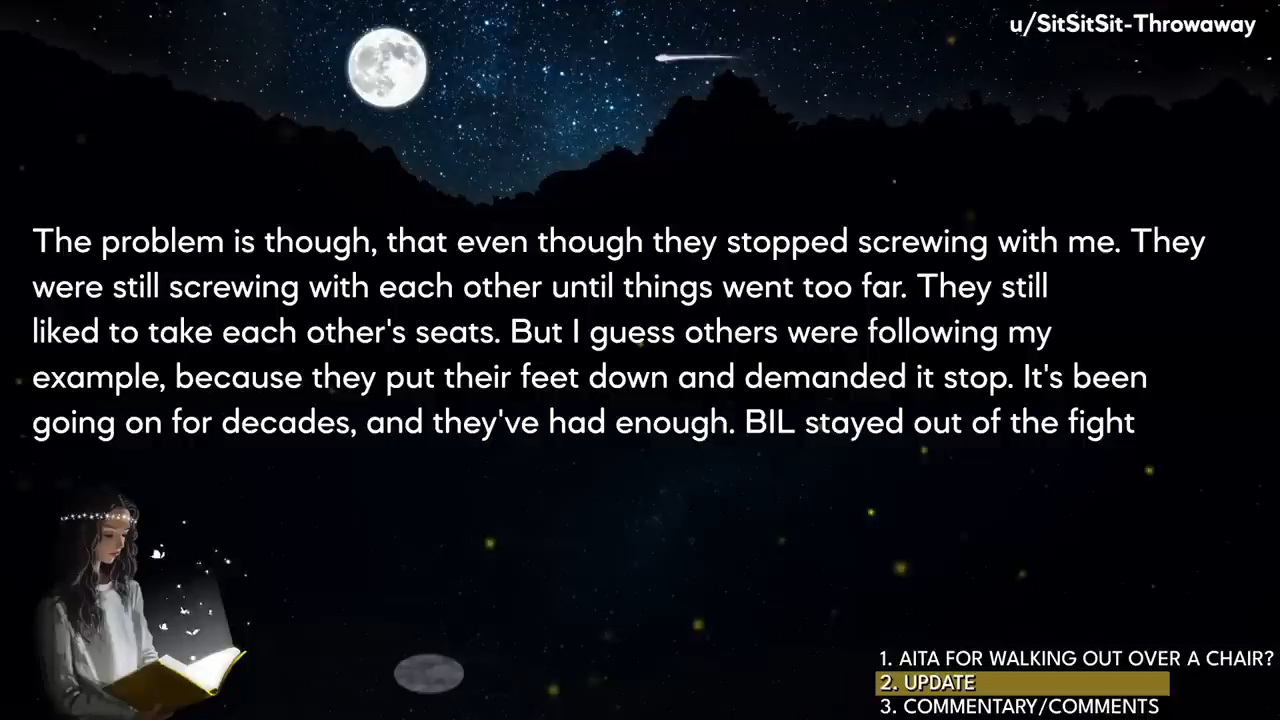 u/SitSitSit-Throwaway
The problem is though, that even though they stopped screwing with me. They
were still screwing with each other until things went too far. They still
liked to take each other's seats. But I guess others were following my
example, because they put their feet down and demanded it stop. It's been
going on for decades, and they've had enough. BIL stayed out of the fight
1. AITA FOR WALKING OUT OVER A CHAIR?
2. UPDATE
3. COMMENTARY/COMMENTS